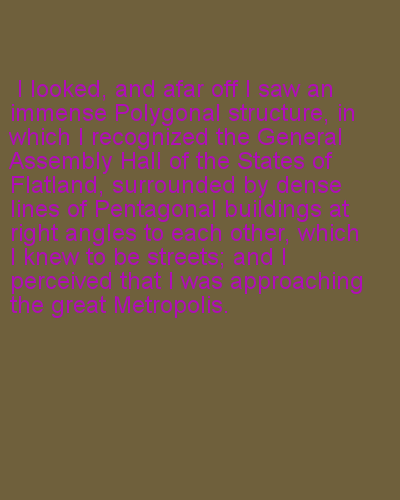 I looked, and afar off I saw an
immense Polygonal structure, in
which I recognized the General
Assembly Hall of the States of
Flatland, surrounded by dense
lines of Pentagonal buildings at
right angles to each other, which
I knew to be streets; and I
perceived that I was approaching
the great Metropolis.